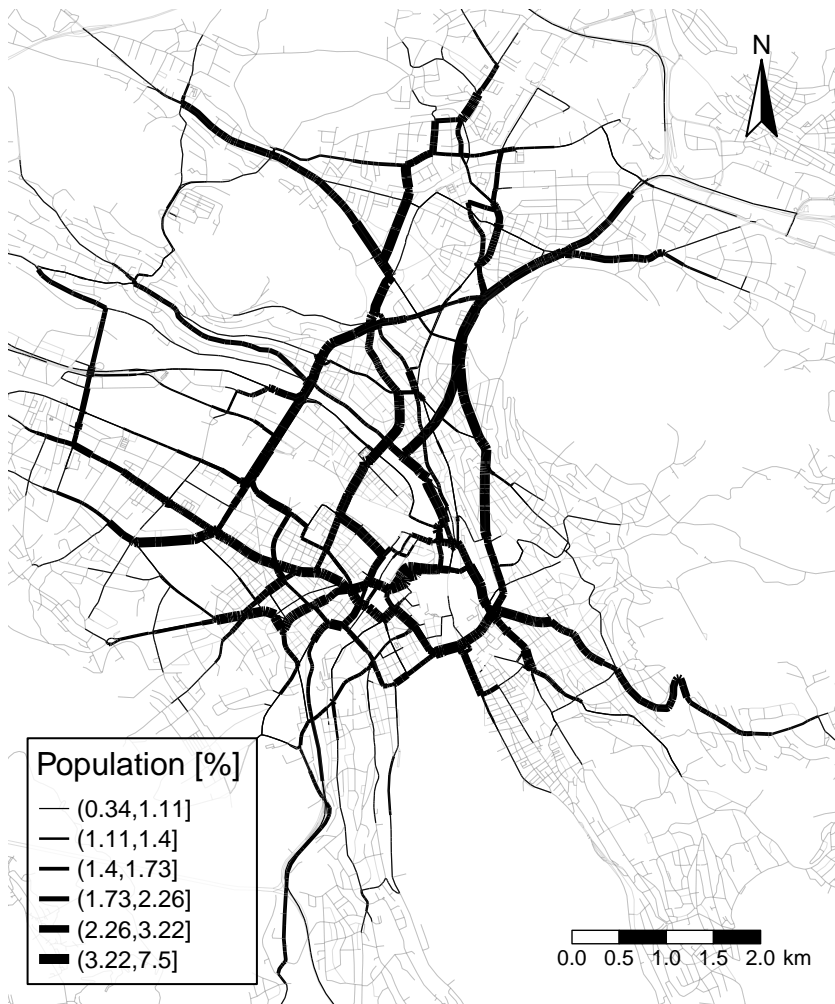 N
Population [%]
(0.34,1.11]
(1.11,1.4]
(1.4,1.73]
(1.73,2.26]
(2.26,3.22]
(3.22,7.5]
0.0 0.5 1.0 1.5 2.0 km